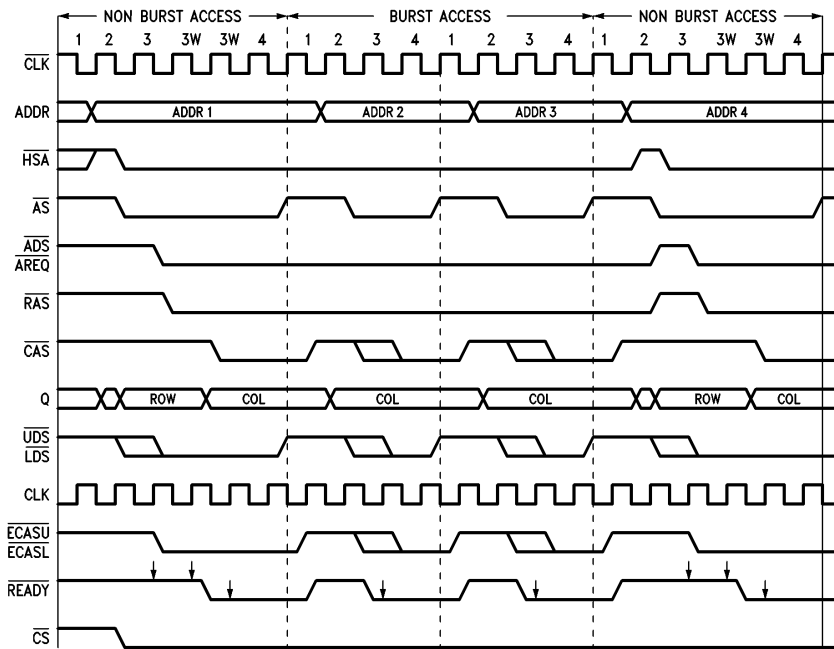 NON BURST ACCESS BURST ACCESS NON BURST ACCESS
1 2 3 3W 3W 4 1 2 3 4 1 2 3 4 1 2 3 3W 3W 4
CLK
ADDR ADDR 1 ADDR 2 ADDR 3 ADDR 4
HSA
AS
ADS
AREQ
RAS
CAS
Q ROW COL COL COL ROW COL
UDS
LDS
CLK
ECASU
ECASL
READY
CS